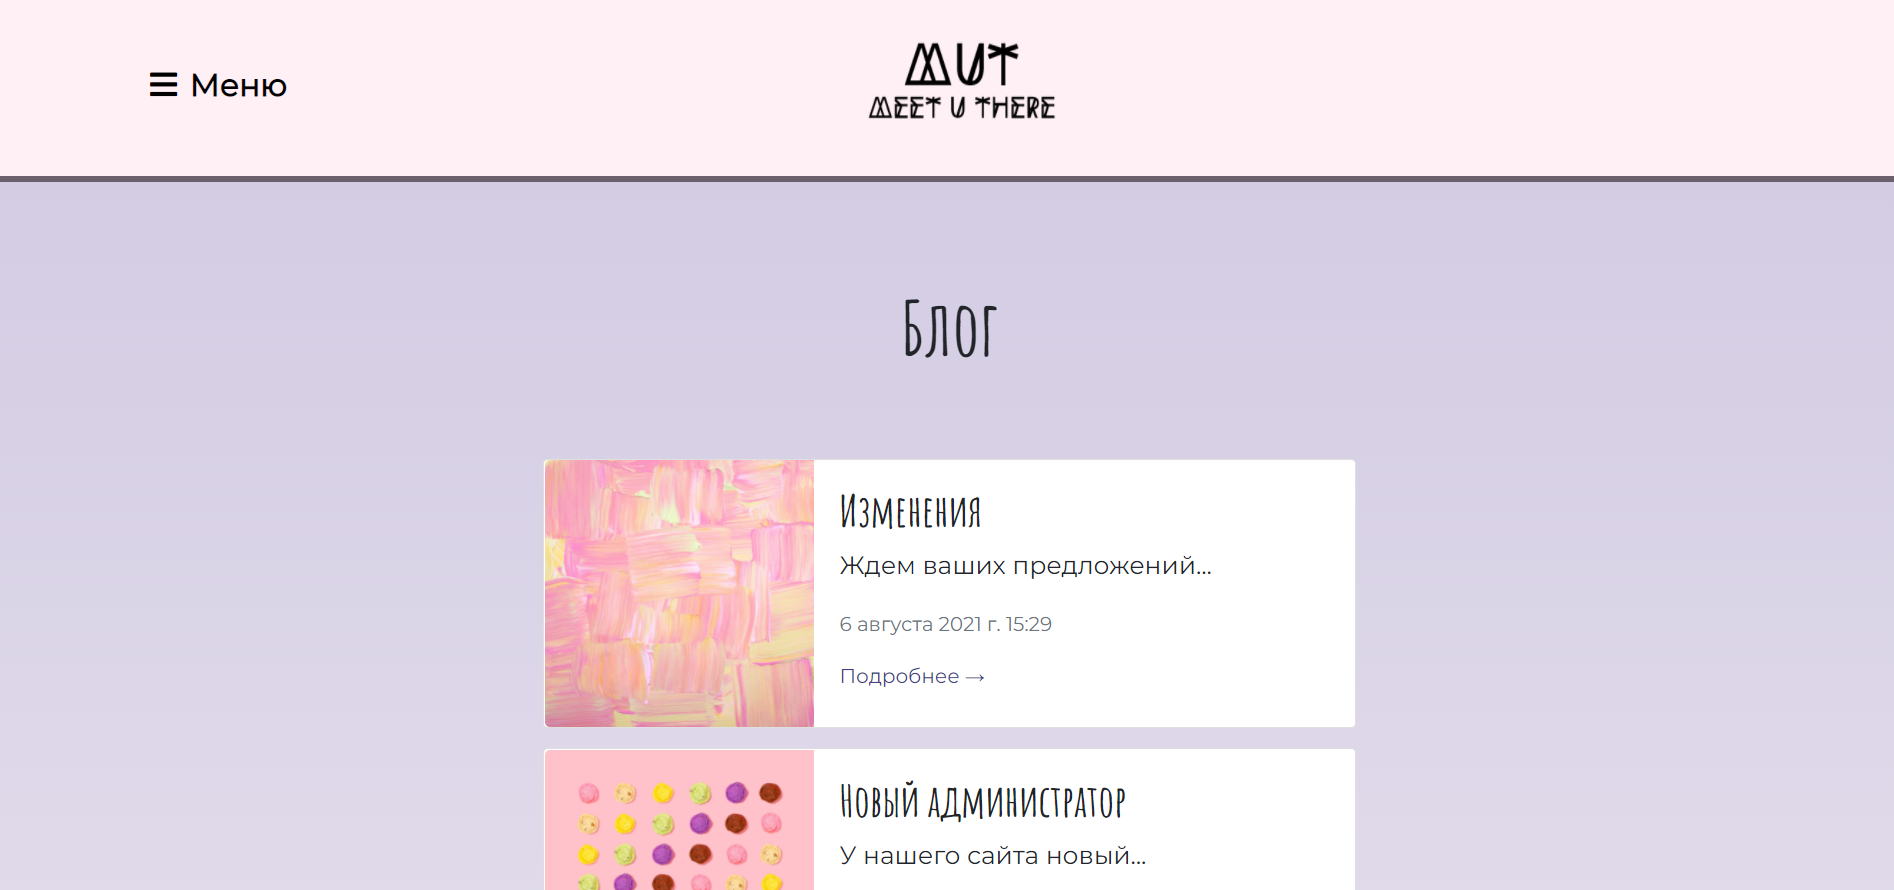 Меню
MUT
MEET U THERE
Блог
Изменения
Ждем ваших предложений...
6 августа 2021 г. 15:29
Подробнее →
Новый администратор
У нашего сайта новый...